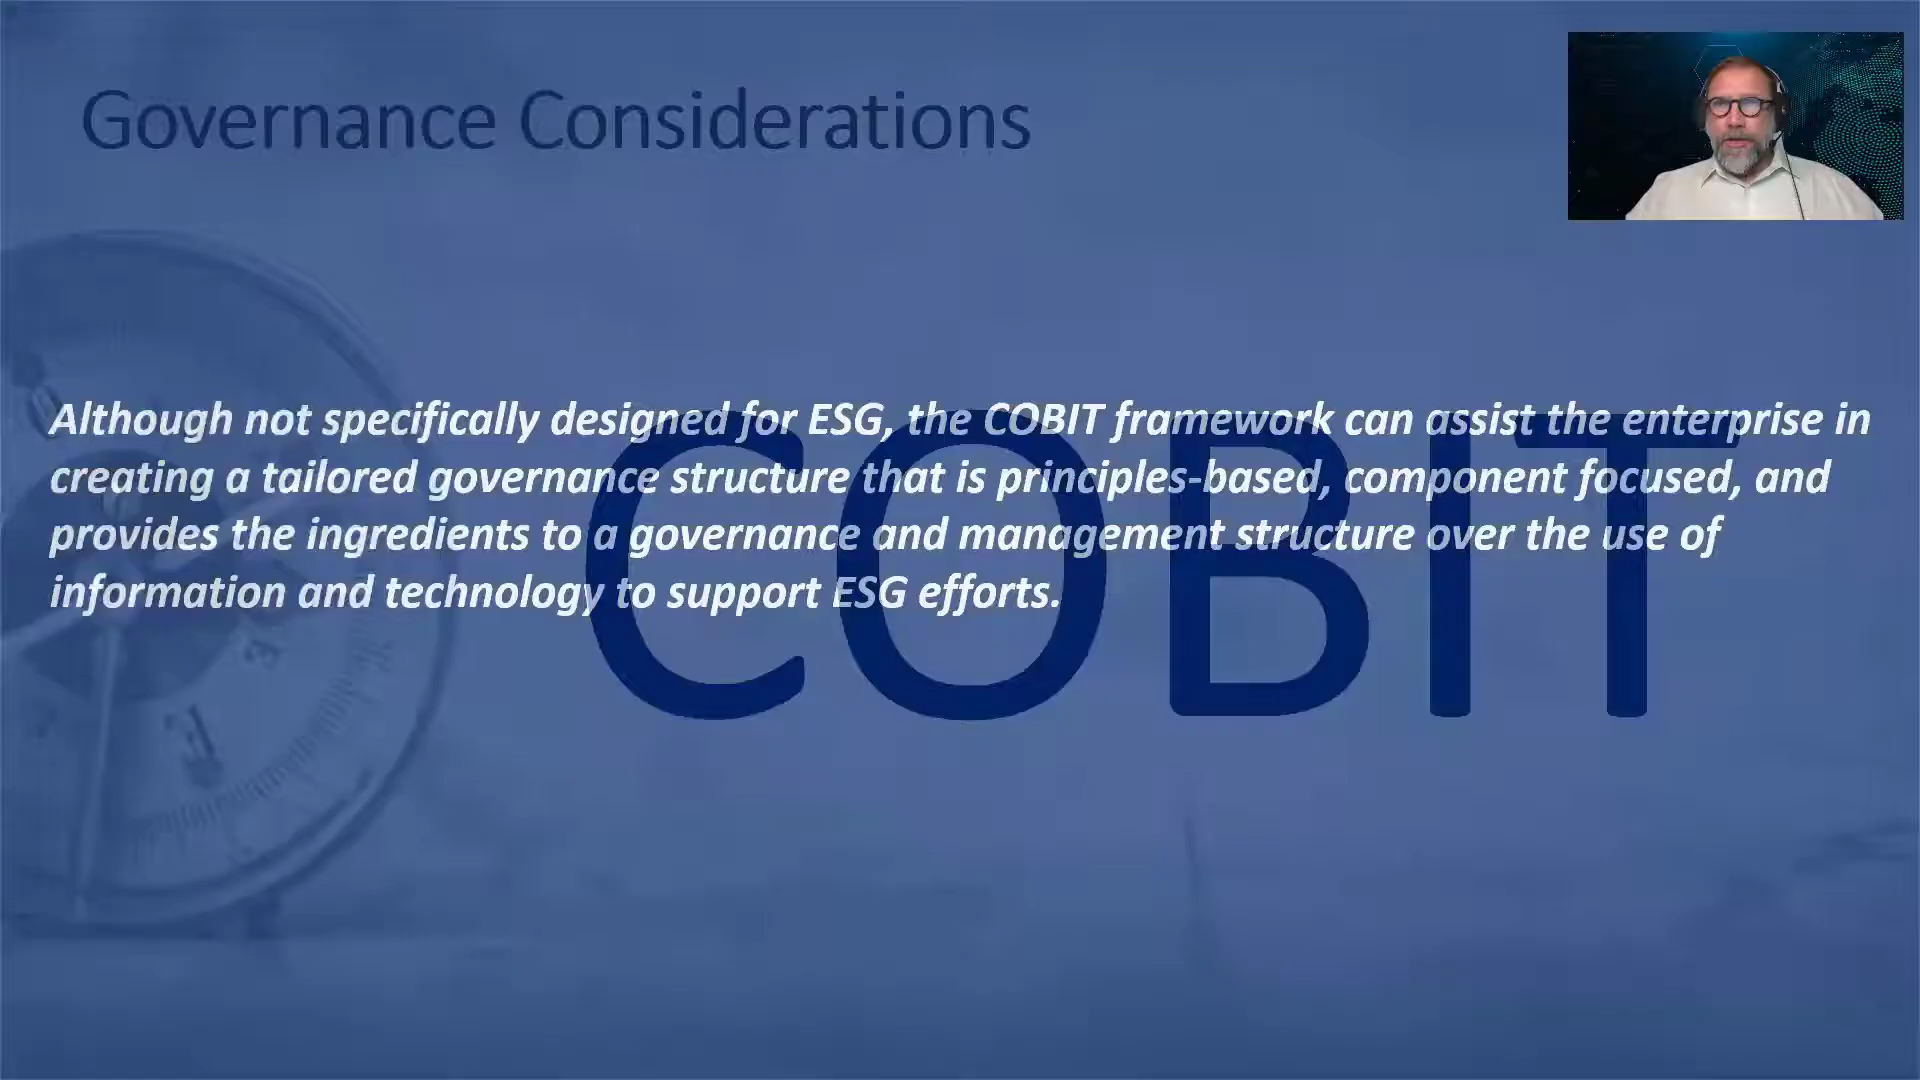 Governance Considerations
Although not specifically designed for ESG, the COBIT framework can assist the enterprise in
creating a tailored governance structure that is principles-based, component focused, and
provides the ingredients to a governance and management structure over the use of
information and technology to support ESG efforts.
COBIT